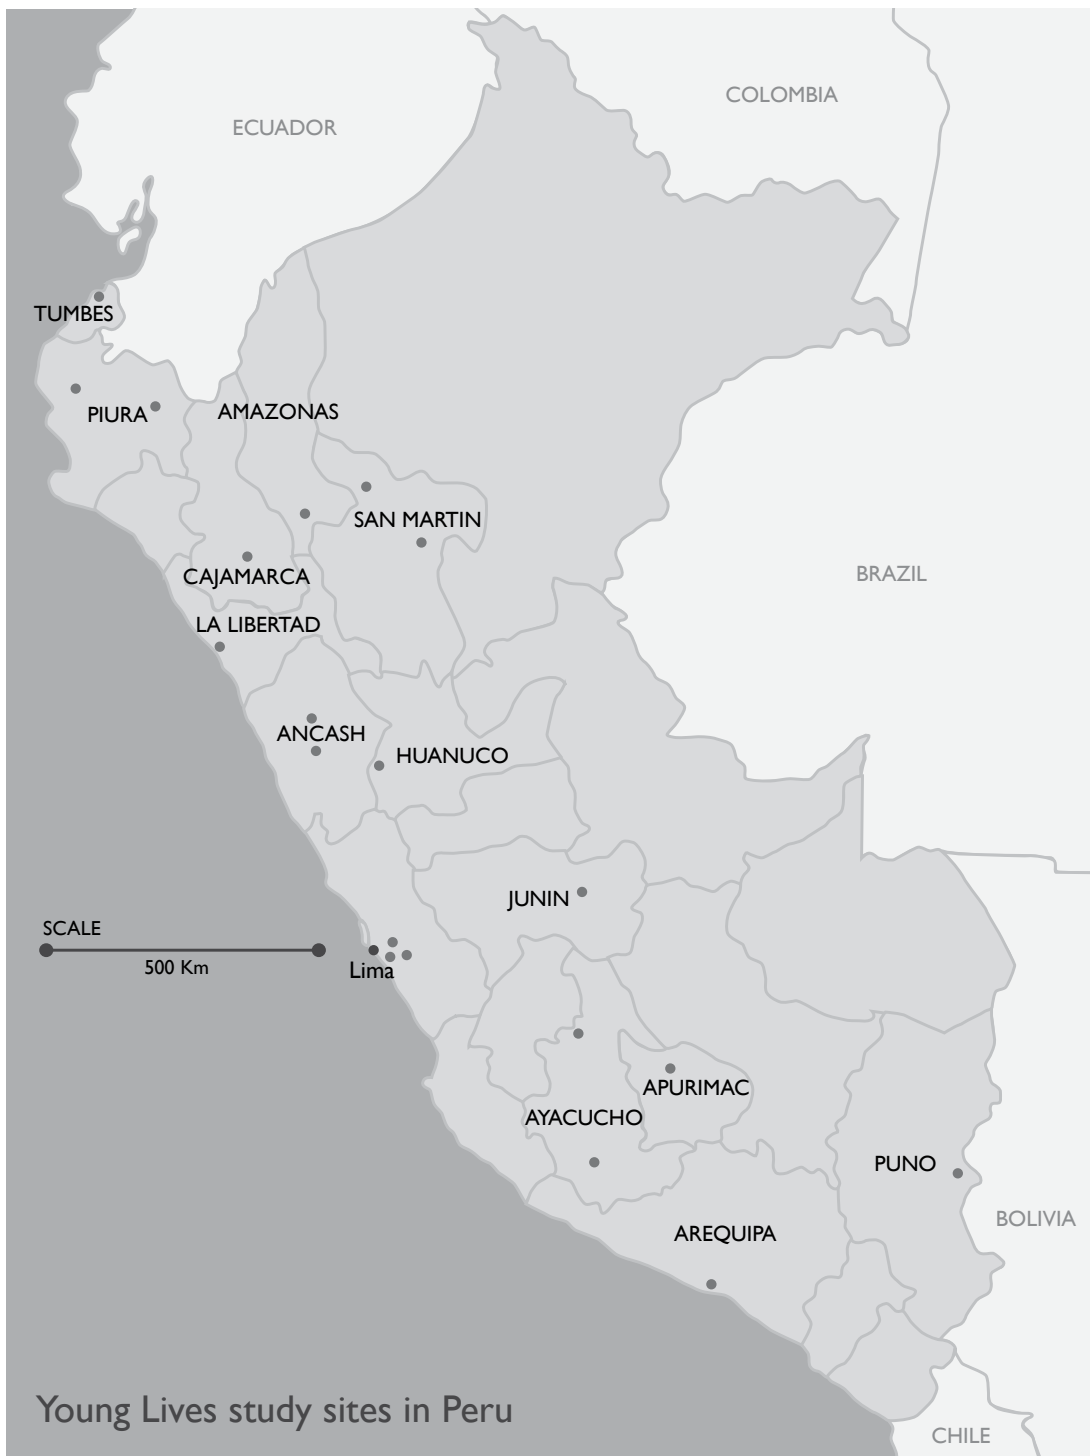 COLOMBIA
ECUADOR
TUMBES
PIURA
AMAZONAS
SAN MARTIN
BRAZIL
CAJAMARCA
LA LIBERTAD
ANCASH
HUANUCO
JUNIN
SCALE
500 Km
Lima
APURIMAC
AYACUCHO
PUNO
BOLIVIA
AREQUIPA
Young Lives study sites in Peru
CHILE